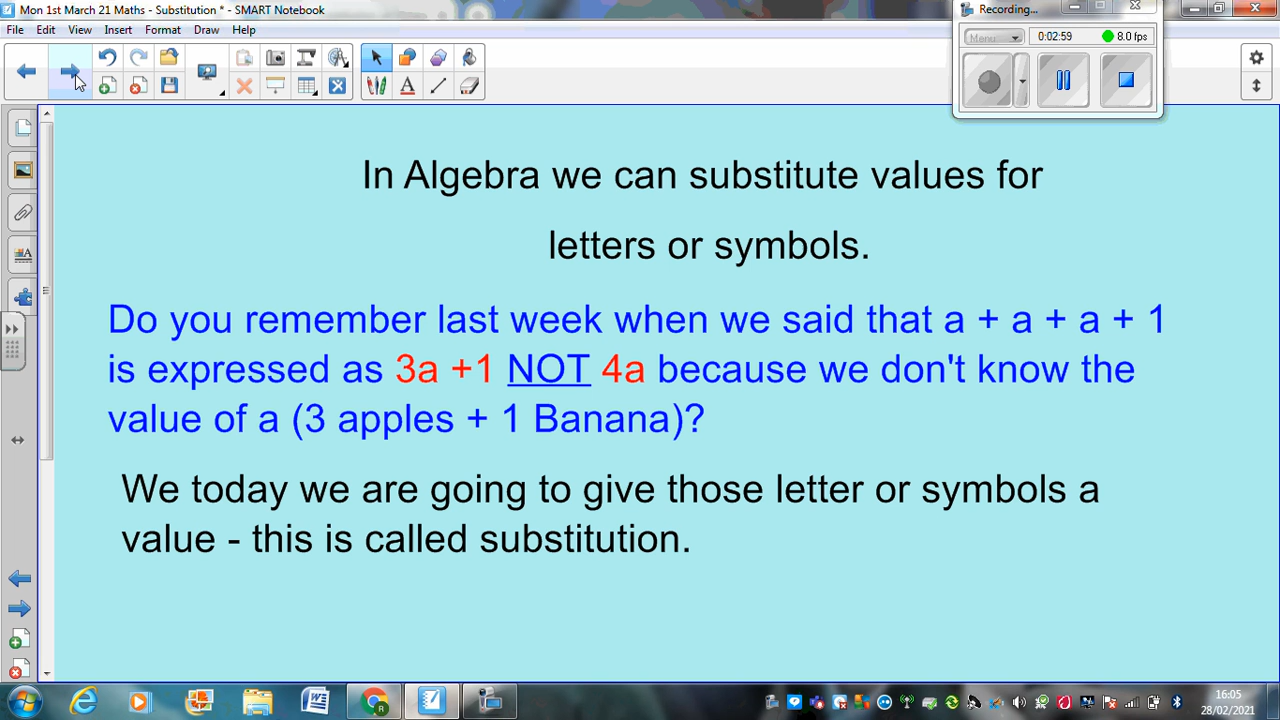 Mon 1st March 21 Maths - Substitution * - SMART Notebook
Recording...
File Edit View Insert Format Draw Help
Menu
0:02:59
8.0 fps
In Algebra we can substitute values for
letters or symbols.
Do you remember last week when we said that a + a + a + 1
is expressed as 3a +1 NOT 4a because we don't know the
value of a (3 apples + 1 Banana)?
We today we are going to give those letter or symbols a
value - this is called substitution.
16:05
28/02/2021